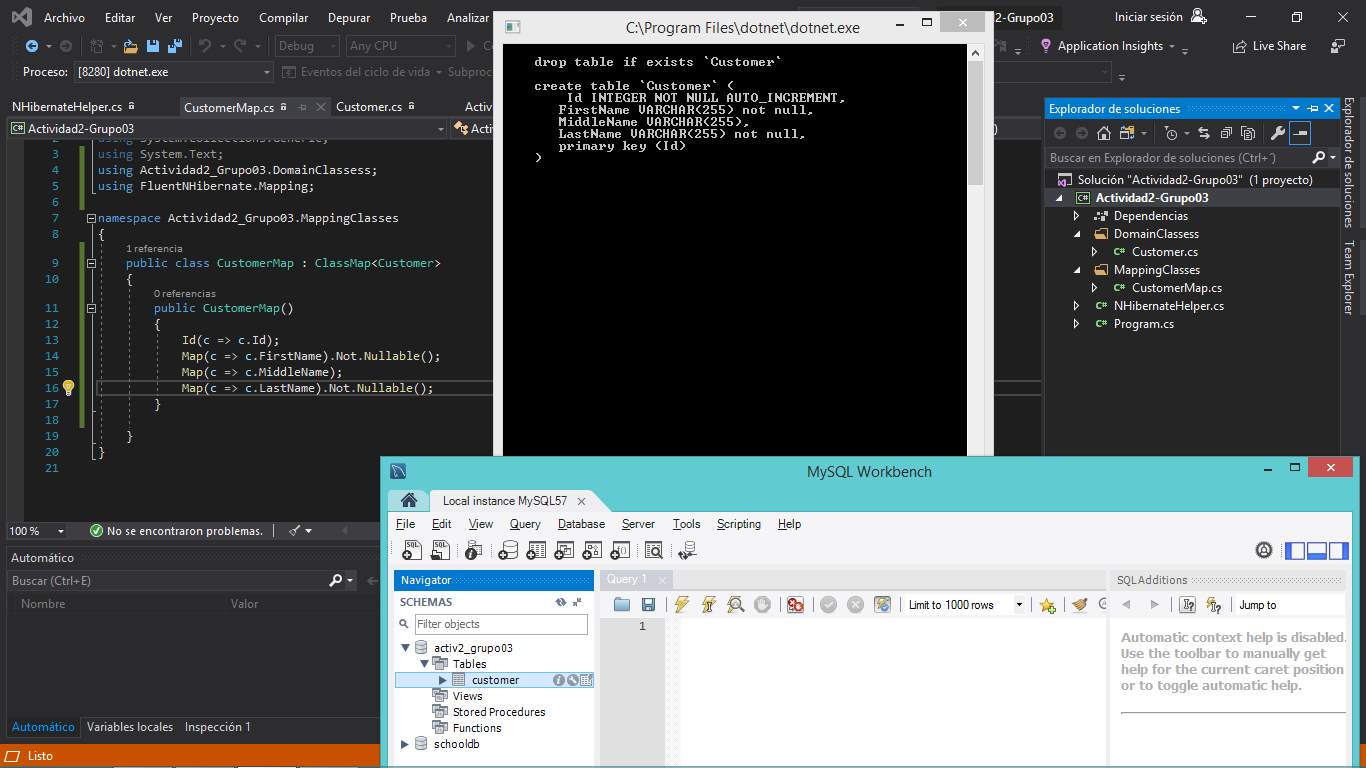 Archivo Editar Ver Proyecto Compilar Depurar Prueba Analizar
d2-Grupo03 Iniciar sesión
Debug Any CPU
Application Insights Live Share
Proceso: [8280] dotnet.exe Eventos del ciclo de vida Subproc
NHibernateHelper.cs CustomerMap.cs Customer.cs Activ
Actividad2-Grupo03 Activ
2 using System.Collections.Generic;
3 using System.Text;
4 using Actividad2_Grupo03.DomainClassess;
5 using FluentNHibernate.Mapping;
6
7 namespace Actividad2_Grupo03.MappingClasses
8 {
1 referencia
9 public class CustomerMap : ClassMap<Customer>
10 {
0 referencias
11 public CustomerMap()
12 {
13 Id(c => c.Id);
14 Map(c => c.FirstName).Not.Nullable();
15 Map(c => c.MiddleName);
16 Map(c => c.LastName).Not.Nullable();
17 }
18
19 }
20 }
21
100 % No se encontraron problemas.
Automático
Buscar (Ctrl+E)
Nombre Valor
Automático Variables locales Inspección 1
Listo
C:\Program Files\dotnet\dotnet.exe
drop table if exists `Customer`
create table `Customer` (
Id INTEGER NOT NULL AUTO_INCREMENT,
FirstName VARCHAR(255) not null,
MiddleName VARCHAR(255),
LastName VARCHAR(255) not null,
primary key (Id)
)
Explorador de soluciones
Buscar en Explorador de soluciones (Ctrl+´)
Solución "Actividad2-Grupo03" (1 proyecto)
Actividad2-Grupo03
Dependencias
DomainClassess
C# Customer.cs
MappingClasses
C# CustomerMap.cs
C# NHibernateHelper.cs
C# Program.cs
Explorador de soluciones
Team Explorer
MySQL Workbench
Local instance MySQL57
File Edit View Query Database Server Tools Scripting Help
Navigator
SCHEMAS
Filter objects
activ2_grupo03
Tables
customer
Views
Stored Procedures
Functions
schooldb
Query 1
Limit to 1000 rows
1
SQLAdditions
Jump to
Automatic context help is disabled.
Use the toolbar to manually get
help for the current caret position
or to toggle automatic help.